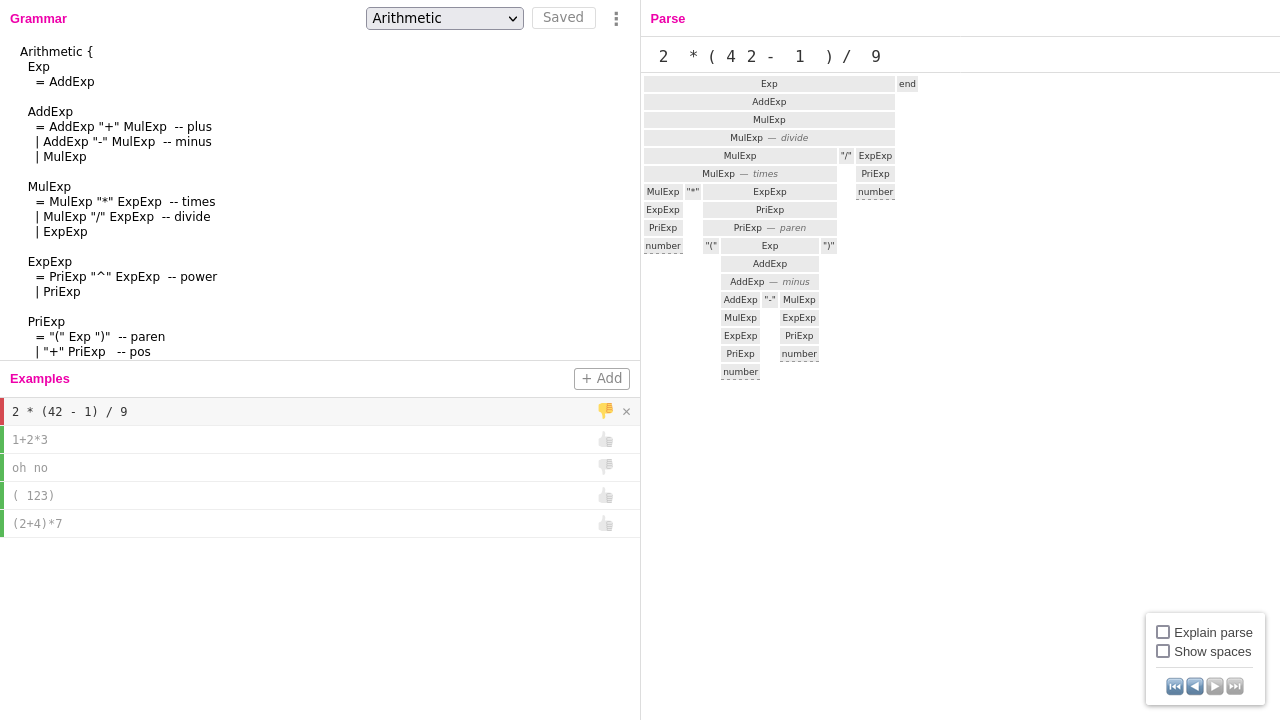 Grammar
Arithmetic
Saved
Arithmetic {
Exp
= AddExp
AddExp
= AddExp "+" MulExp -- plus
| AddExp "-" MulExp -- minus
| MulExp
MulExp
= MulExp "*" ExpExp -- times
| MulExp "/" ExpExp -- divide
| ExpExp
ExpExp
= PriExp "^" ExpExp -- power
| PriExp
PriExp
= "(" Exp ")" -- paren
| "+" PriExp -- pos
Examples
+ Add
2 * (42 - 1) / 9
1+2*3
oh no
( 123)
(2+4)*7
Parse
2 * ( 4 2 - 1 ) / 9
Exp end
AddExp
MulExp
MulExp — divide
MulExp "/" ExpExp
MulExp — times PriExp
MulExp "*" ExpExp number
ExpExp PriExp
PriExp PriExp — paren
number "(" Exp ")"
AddExp
AddExp — minus
AddExp "-" MulExp
MulExp ExpExp
ExpExp PriExp
PriExp number
number
Explain parse
Show spaces